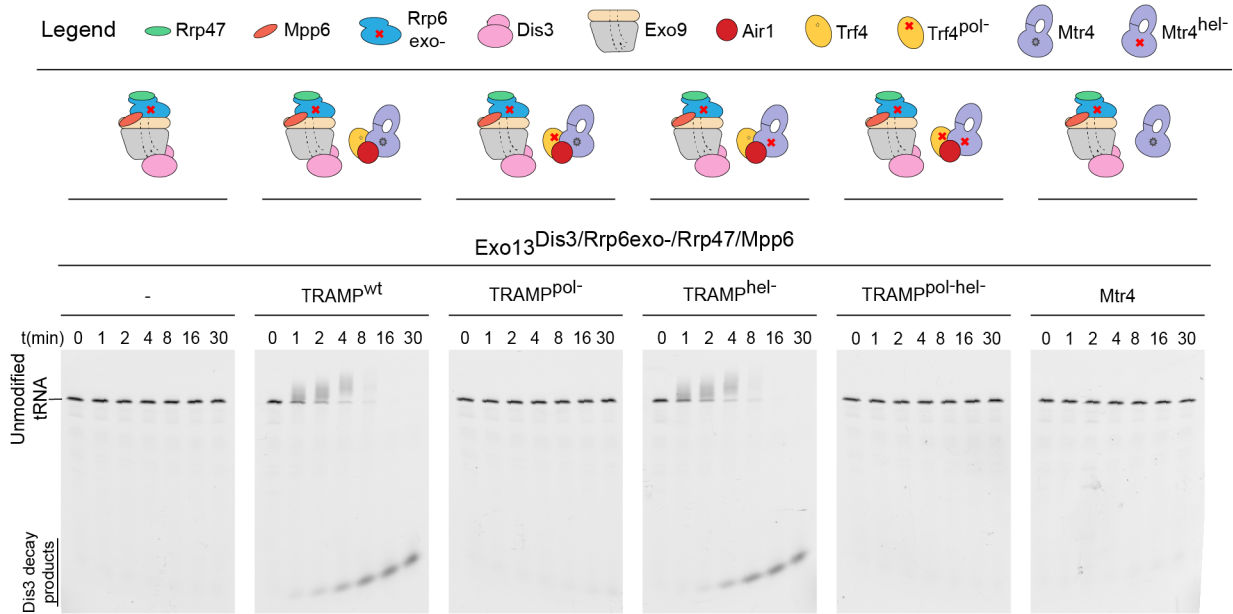 Legend Rrp47 Mpp6 Rrp6 exo- Dis3 Exo9 Air1 Trf4 Trf4pol- Mtr4 Mtr4hel-
Exo13Dis3/Rrp6exo-/Rrp47/Mpp6
- TRAMPwt TRAMPpol- TRAMPhel- TRAMPpol-hel- Mtr4
t(min) 0 1 2 4 8 16 30 0 1 2 4 8 16 30 0 1 2 4 8 16 30 0 1 2 4 8 16 30 0 1 2 4 8 16 30 0 1 2 4 8 16 30
Unmodified
tRNA
Dis3 decay
products